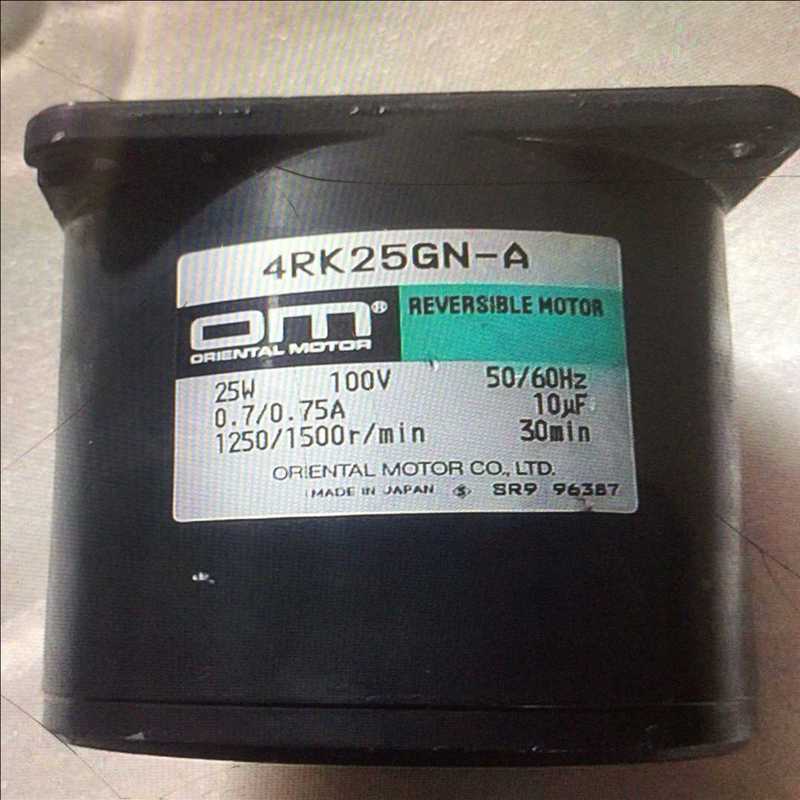 4RK25GN-A
OM®
ORIENTAL MOTOR
REVERSIBLE MOTOR
25W 100V 50/60Hz
0.7/0.75A 10µF
1250/1500r/min 30min
ORIENTAL MOTOR CO., LTD.
MADE IN JAPAN S SR9 96387